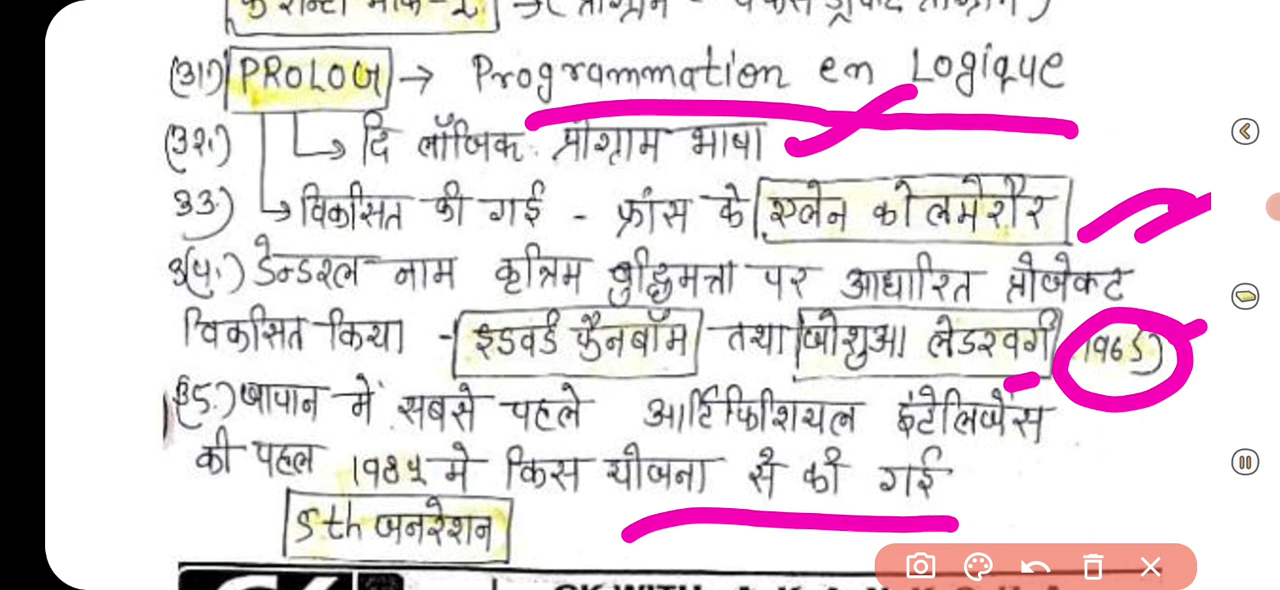 (31.) PROLOG → Programmation en Logique
(32.) ↳ दि लॉजिक प्रोग्राम भाषा
33.) ↳ विकसित की गई - फ्रांस के एलेन कोलमेरौर
34.) डेन्डरल नाम कृत्रिम बुद्धिमत्ता पर आधारित प्रोजेक्ट
विकसित किया - इडवर्ड फैनबॉम तथा जोशुआ लेडरबर्ग 1965)
35.) जापान में सबसे पहले आर्टिफिशियल इंटेलिजेंस
की पहल 1984 मे किस योजना से की गई
5th जनरेशन